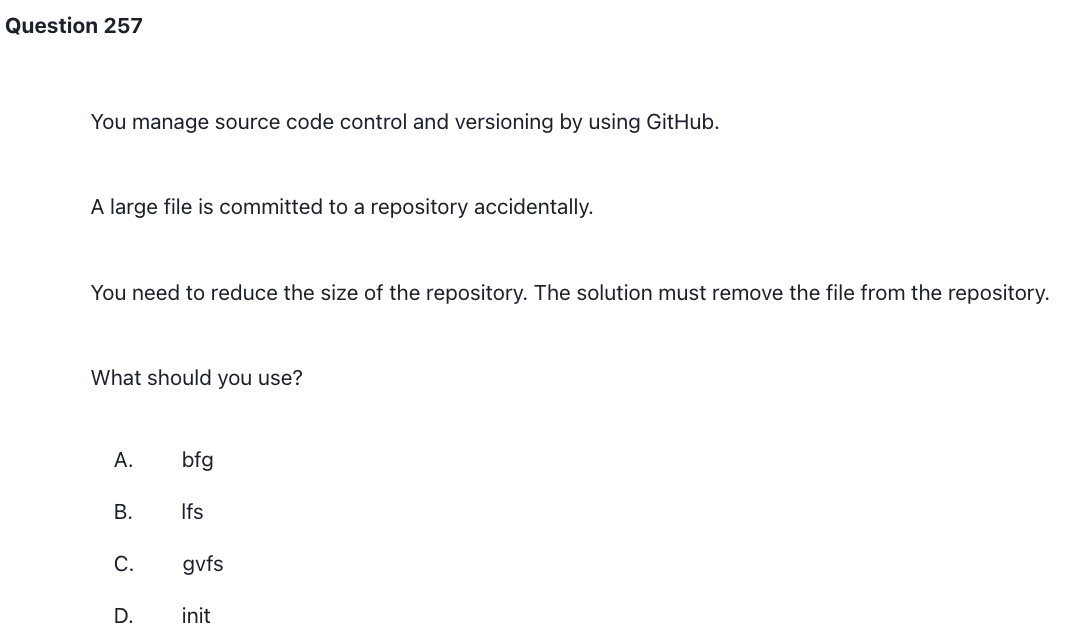 Question 257
You manage source code control and versioning by using GitHub.
A large file is committed to a repository accidentally.
You need to reduce the size of the repository. The solution must remove the file from the repository.
What should you use?
A. bfg
B. lfs
C. gvfs
D. init